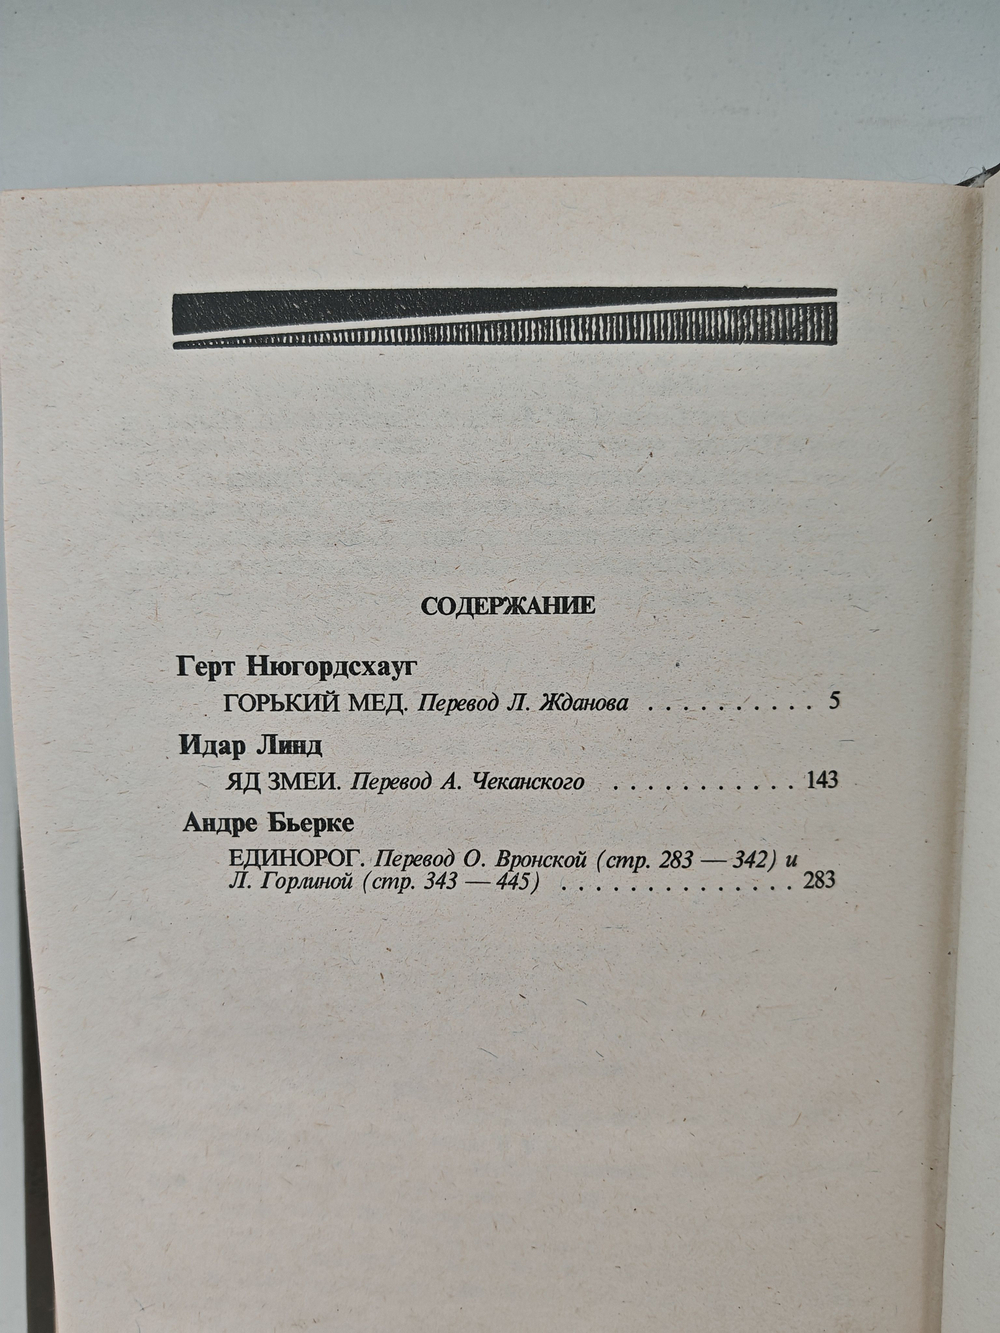 СОДЕРЖАНИЕ
Герт Нюгордсхауг
ГОРЬКИЙ МЕД. Перевод Л. Жданова . . . . . . . . . . 5
Идар Линд
ЯД ЗМЕИ. Перевод А. Чеканского . . . . . . . . . . . 143
Андре Бьерке
ЕДИНОРОГ. Перевод О. Вронской (стр. 283 — 342) и
Л. Горлиной (стр. 343 — 445) . . . . . . . . . . . . . . 283